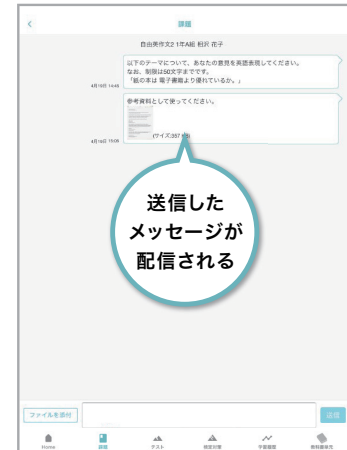 課題
自由英作文2 1年A組 相沢 花子
以下のテーマについて、あなたの意見を英語表現してください。
なお、制限は50文字までです。
「紙の本は 電子書籍より優れているか。」
4月10日 14:45
参考資料として使ってください。
(サイズ:357
4月10日 15:06
送信した
メッセージが
配信される
ファイルを添付
送信
Home
課題
テスト
検定対策
学習履歴
教科書採点